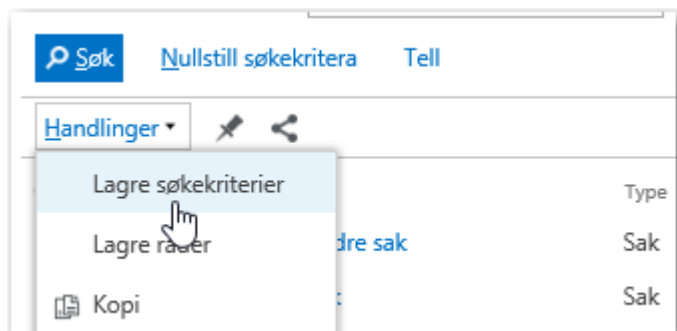 Søk Nullstill søkekritera Tell
Handlinger
Lagre søkekriterier
Type
Lagre rader dre sak Sak
Kopi Sak